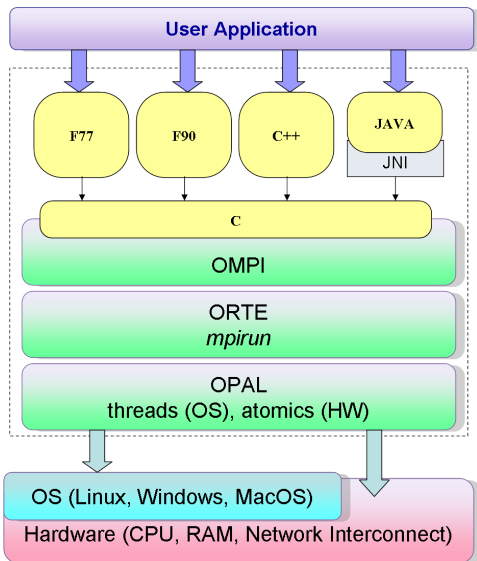 User Application
F77
F90
C++
JAVA
JNI
C
OMPI
ORTE
mpirun
OPAL
threads (OS), atomics (HW)
OS (Linux, Windows, MacOS)
Hardware (CPU, RAM, Network Interconnect)